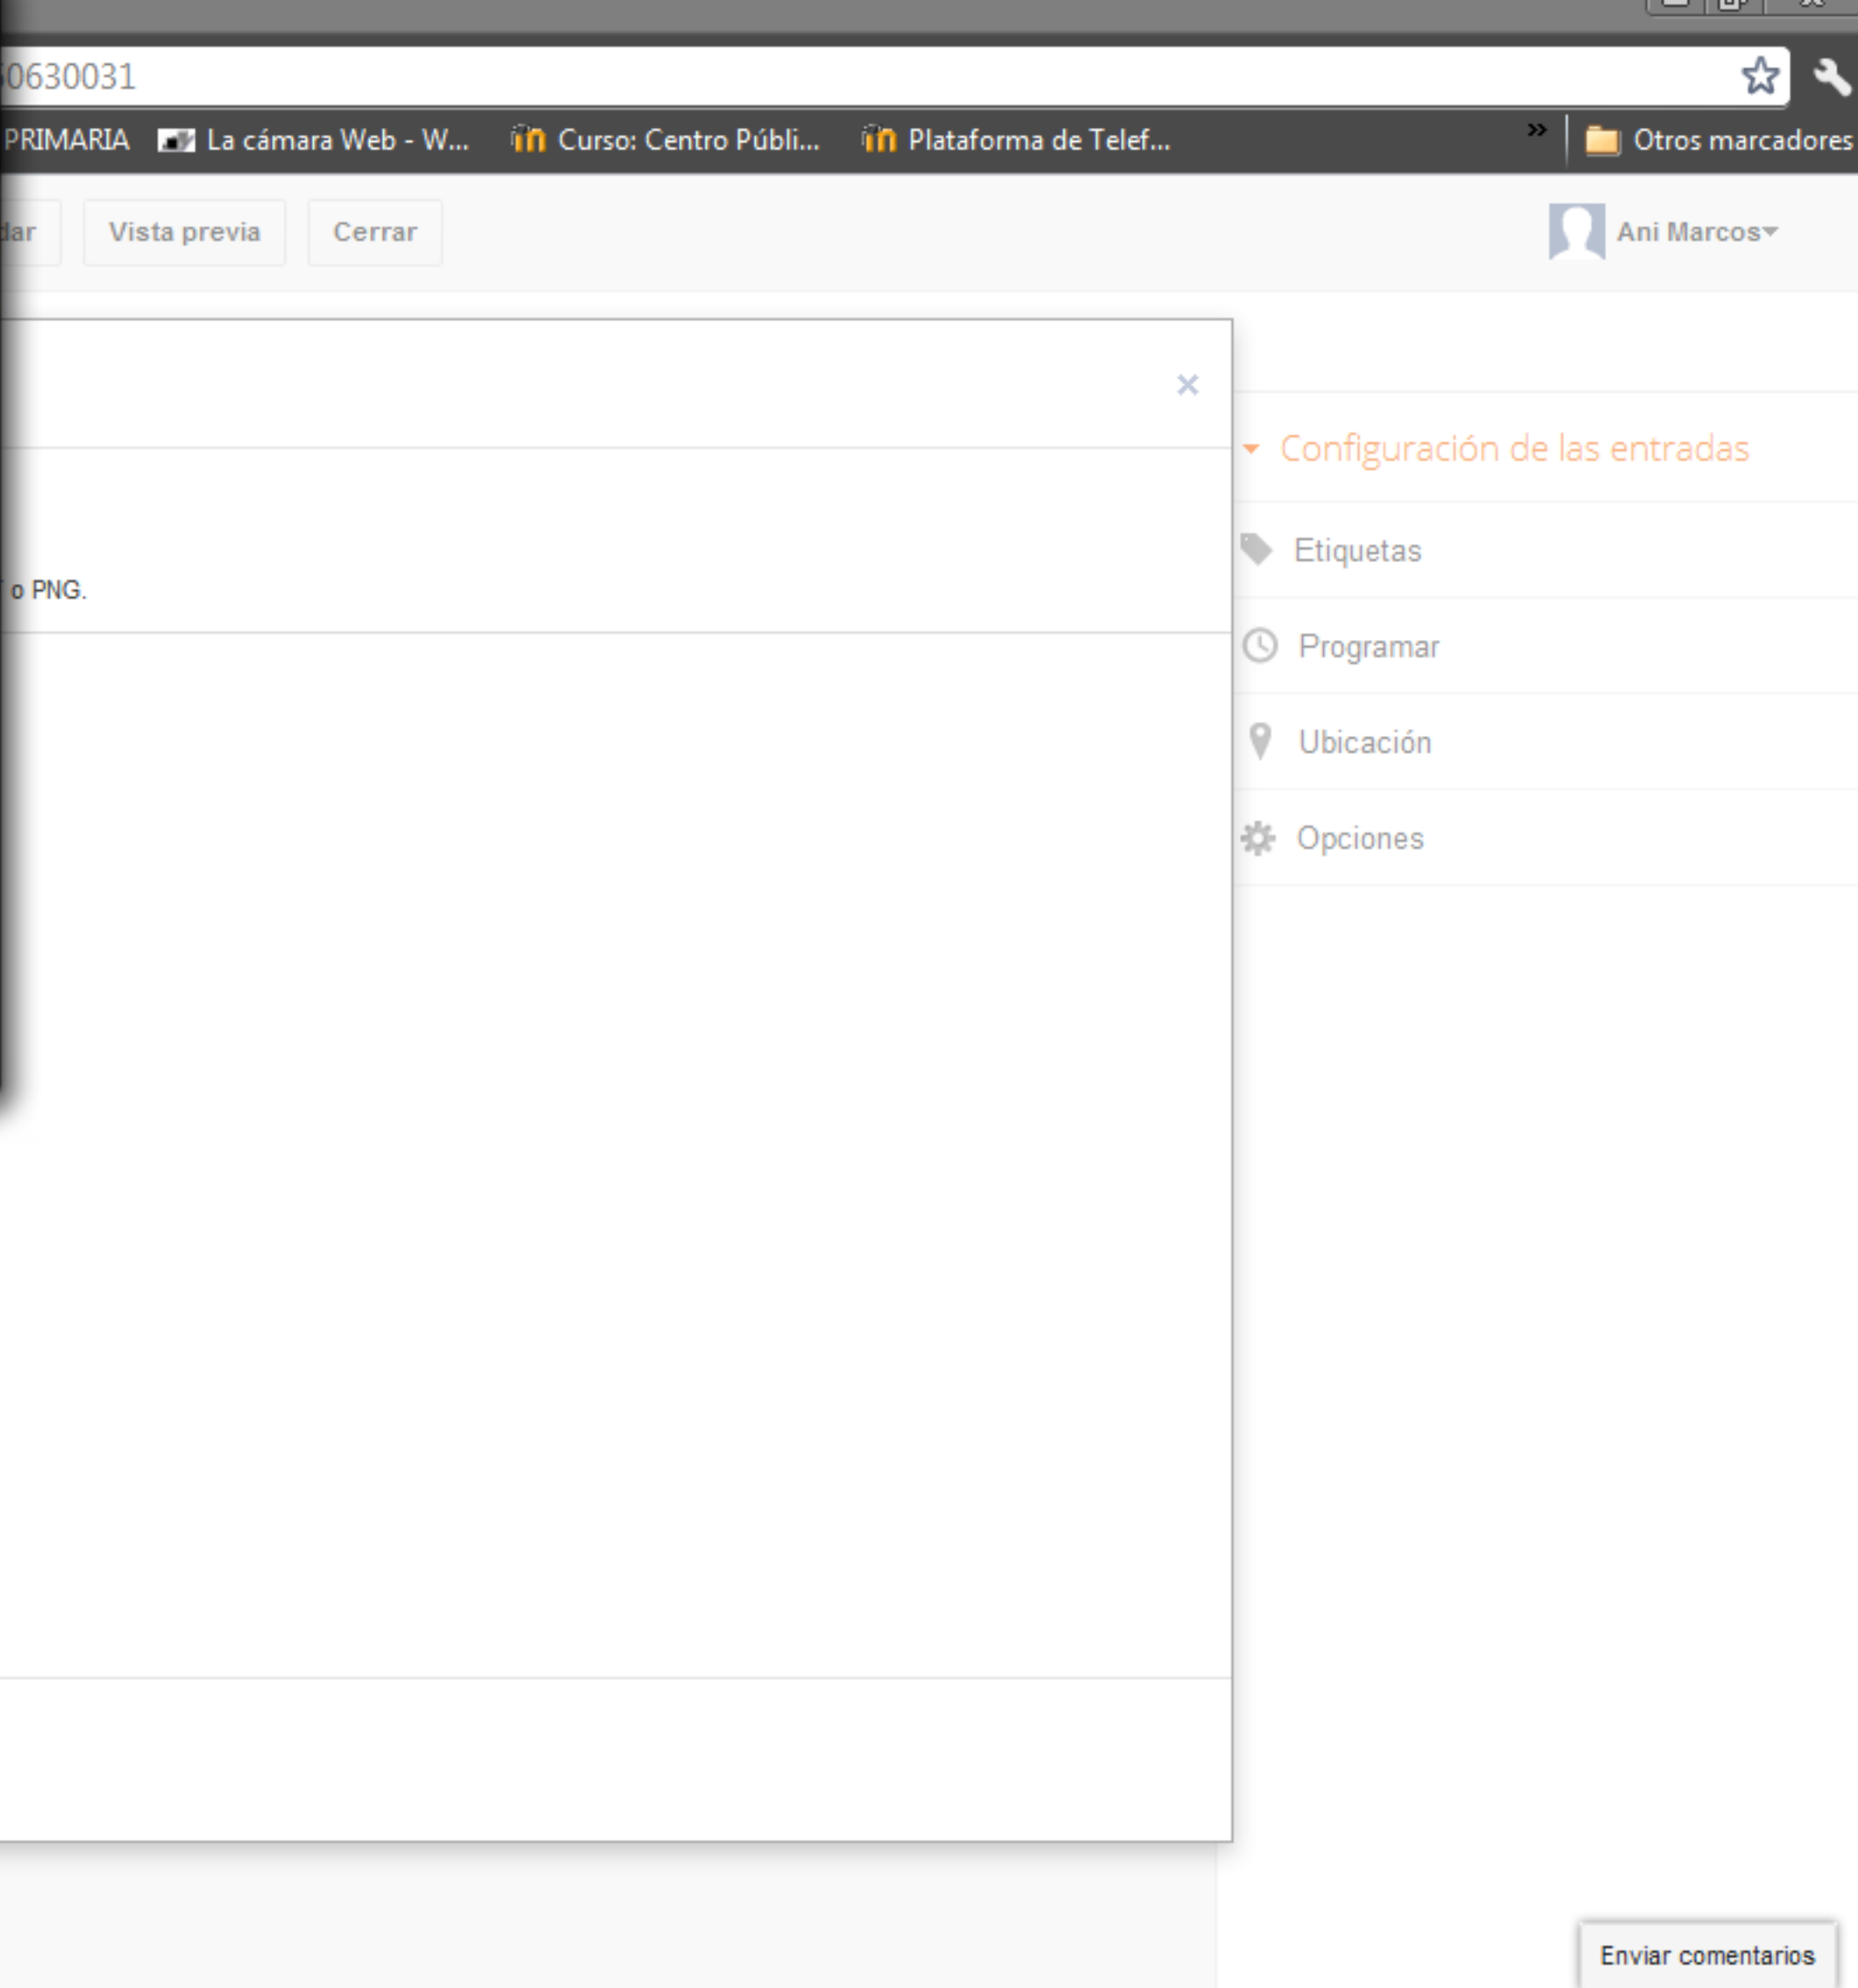 0630031
PRIMARIA La cámara Web - W... Curso: Centro Públi... Plataforma de Telef... » Otros marcadores
dar Vista previa Cerrar Ani Marcos
Configuración de las entradas
Etiquetas
o PNG.
Programar
Ubicación
Opciones
Enviar comentarios